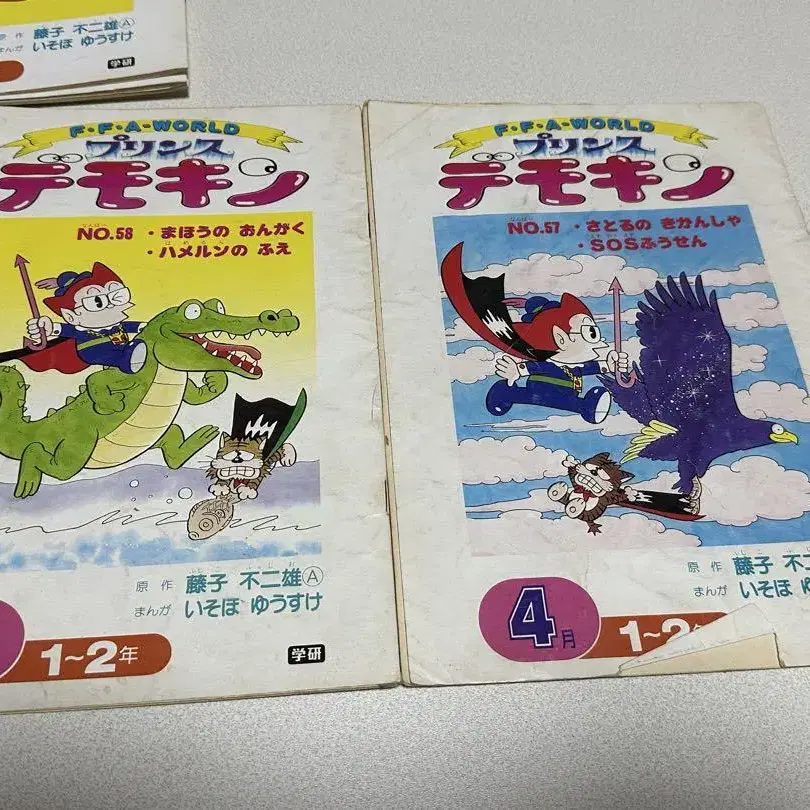 原作 藤子 不二雄Ⓐ
まんが いそほ ゆうすけ
学研
F・F・A・WORLD
プリンス
デモキン
NO.58 ・まほうの おんがく
・ハメルンの ふえ
原作 藤子 不二雄Ⓐ
まんが いそほ ゆうすけ
1〜2年
学研
F・F・A・WORLD
プリンス
デモキン
NO.57 ・さとるの きかんしゃ
・SOSふうせん
原作 藤子 不二
まんが いそほ ゆ
4月
1〜2年